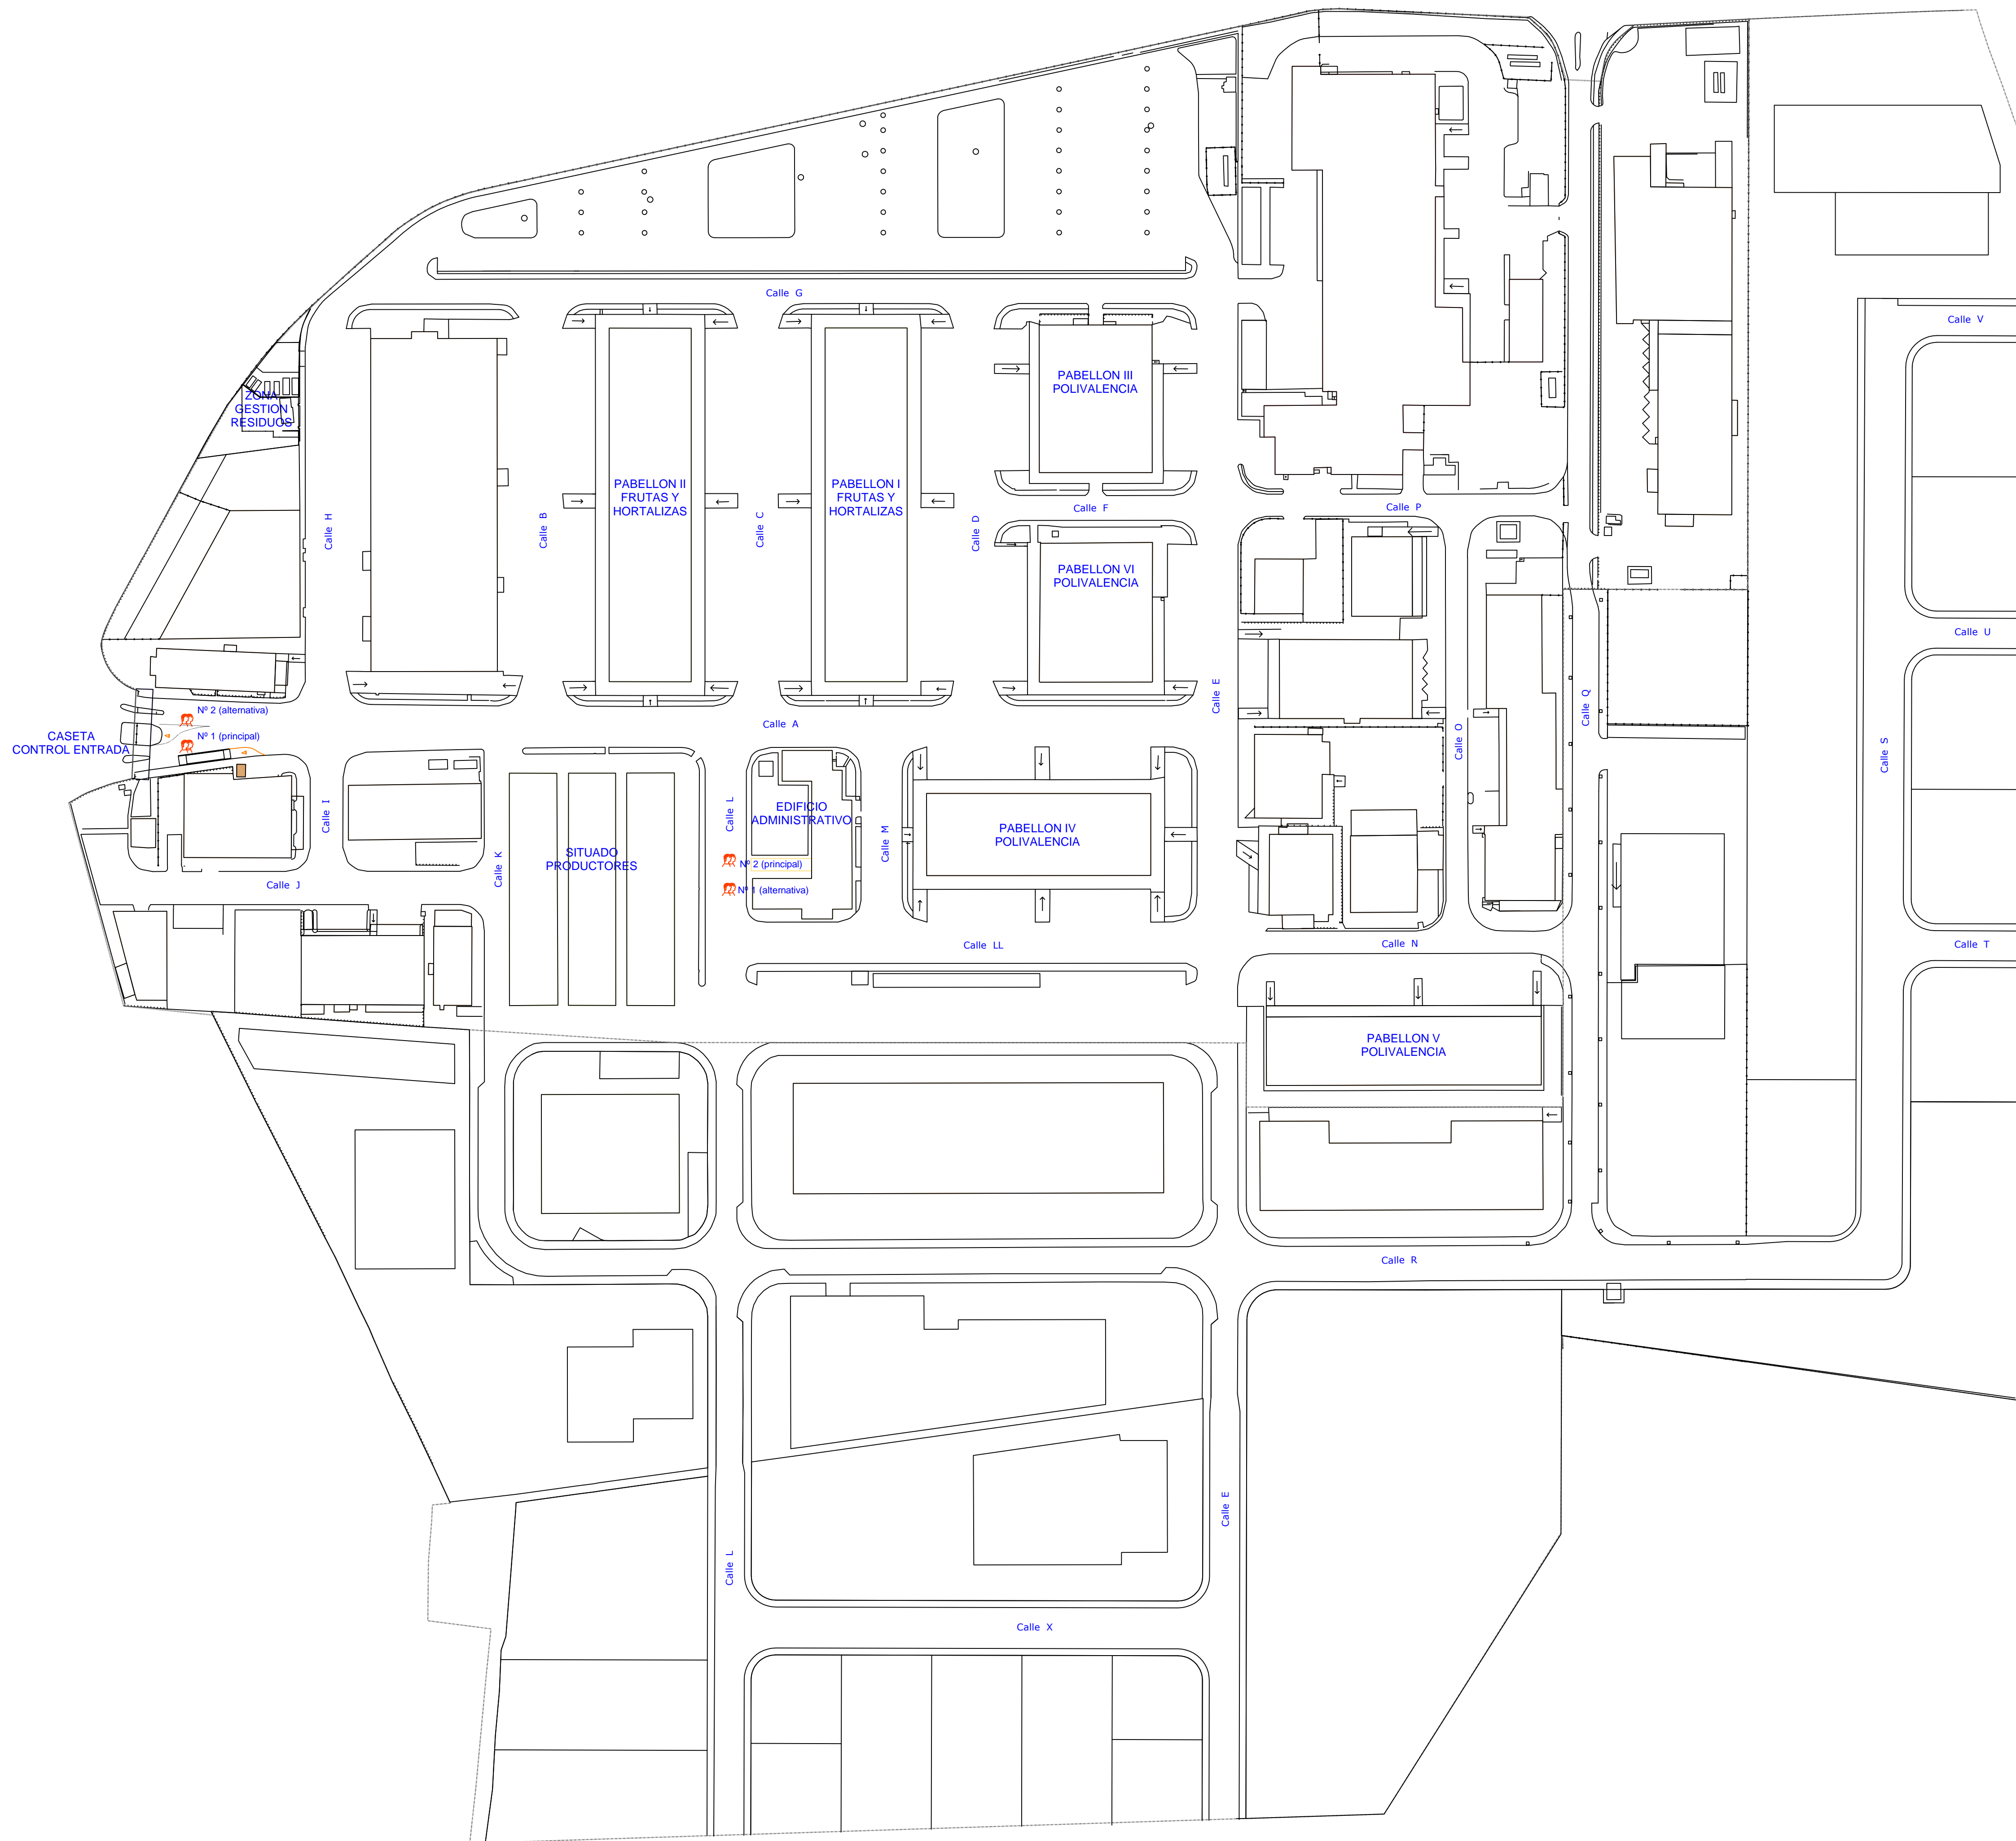 Calle G
Calle V
PABELLON III
POLIVALENCIA
ZONA
GESTION
RESIDUOS
PABELLON II
FRUTAS Y
HORTALIZAS
PABELLON I
FRUTAS Y
HORTALIZAS
Calle F
Calle P
Calle H
Calle B
Calle C
Calle D
PABELLON VI
POLIVALENCIA
Calle U
Calle E
Calle Q
Nº 2 (alternativa)
Calle A
CASETA
CONTROL ENTRADA
Nº 1 (principal)
Calle O
Calle S
Calle I
Calle L
EDIFICIO
ADMINISTRATIVO
Calle M
PABELLON IV
POLIVALENCIA
SITUADO
PRODUCTORES
Calle K
Nº 2 (principal)
Calle J
Nº 1 (alternativa)
Calle LL
Calle N
Calle T
PABELLON V
POLIVALENCIA
Calle R
Calle E
Calle L
Calle X